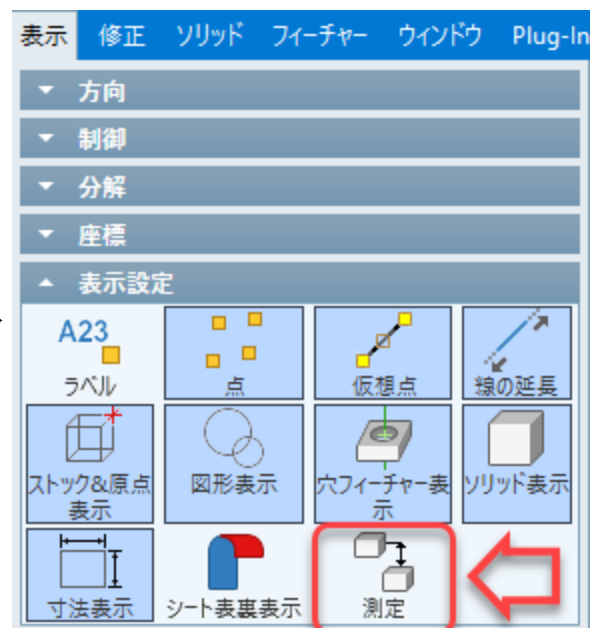 表示 修正 ソリッド フィーチャー ウィンドウ Plug-In
方向
制御
分解
座標
表示設定
A23
ラベル 点 仮想点 線の延長
ストック&原点
表示
図形表示
穴フィーチャー表
示
ソリッド表示
寸法表示 シート表裏表示 測定